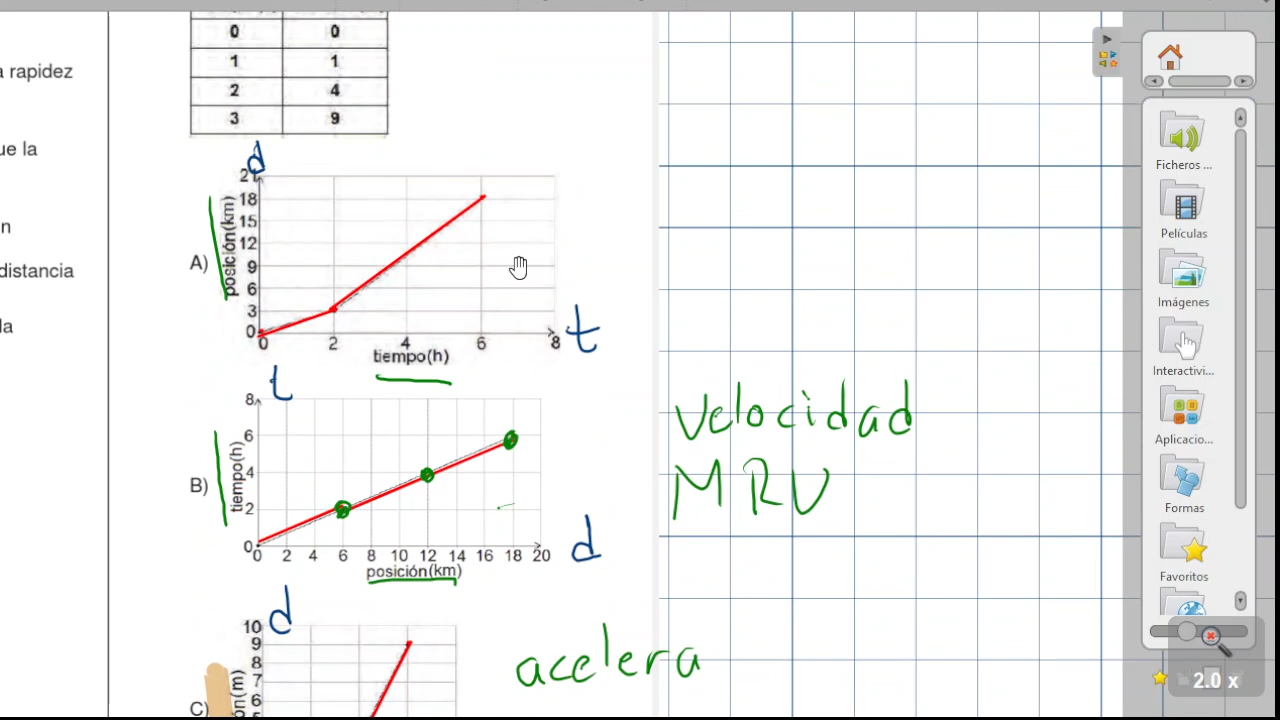 0 0
a rapidez
1 1
2 4
3 9
ue la
Ficheros ...
d
21
18
15
12
9
6
3
0
posición(km)
A)
n
distancia
la
Películas
Imágenes
0 2 4 6 8
t
tiempo(h)
Interactivi...
t
8
6
4
2
0
tiempo(h)
B)
velocidad
MRU
Aplicacio...
Formas
0 2 4 6 8 10 12 14 16 18 20
d
posición(km)
Favoritos
d
10
9
8
7
6
C)
acelera
2.0 x